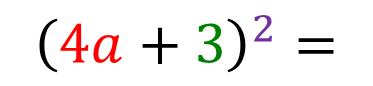 (4a + 3)² =